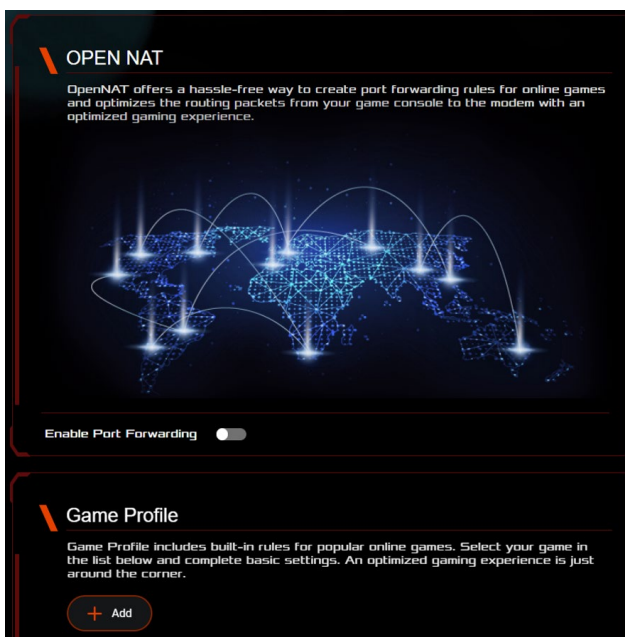 OPEN NAT
OpenNAT offers a hassle-free way to create port forwarding rules for online games
and optimizes the routing packets from your game console to the modem with an
optimized gaming experience.
Enable Port Forwarding
Game Profile
Game Profile includes built-in rules for popular online games. Select your game in
the list below and complete basic settings. An optimized gaming experience is just
around the corner.
+ Add